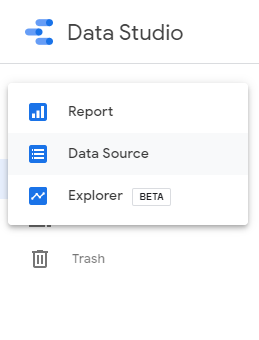 Data Studio
Report
Data Source
Explorer BETA
Trash